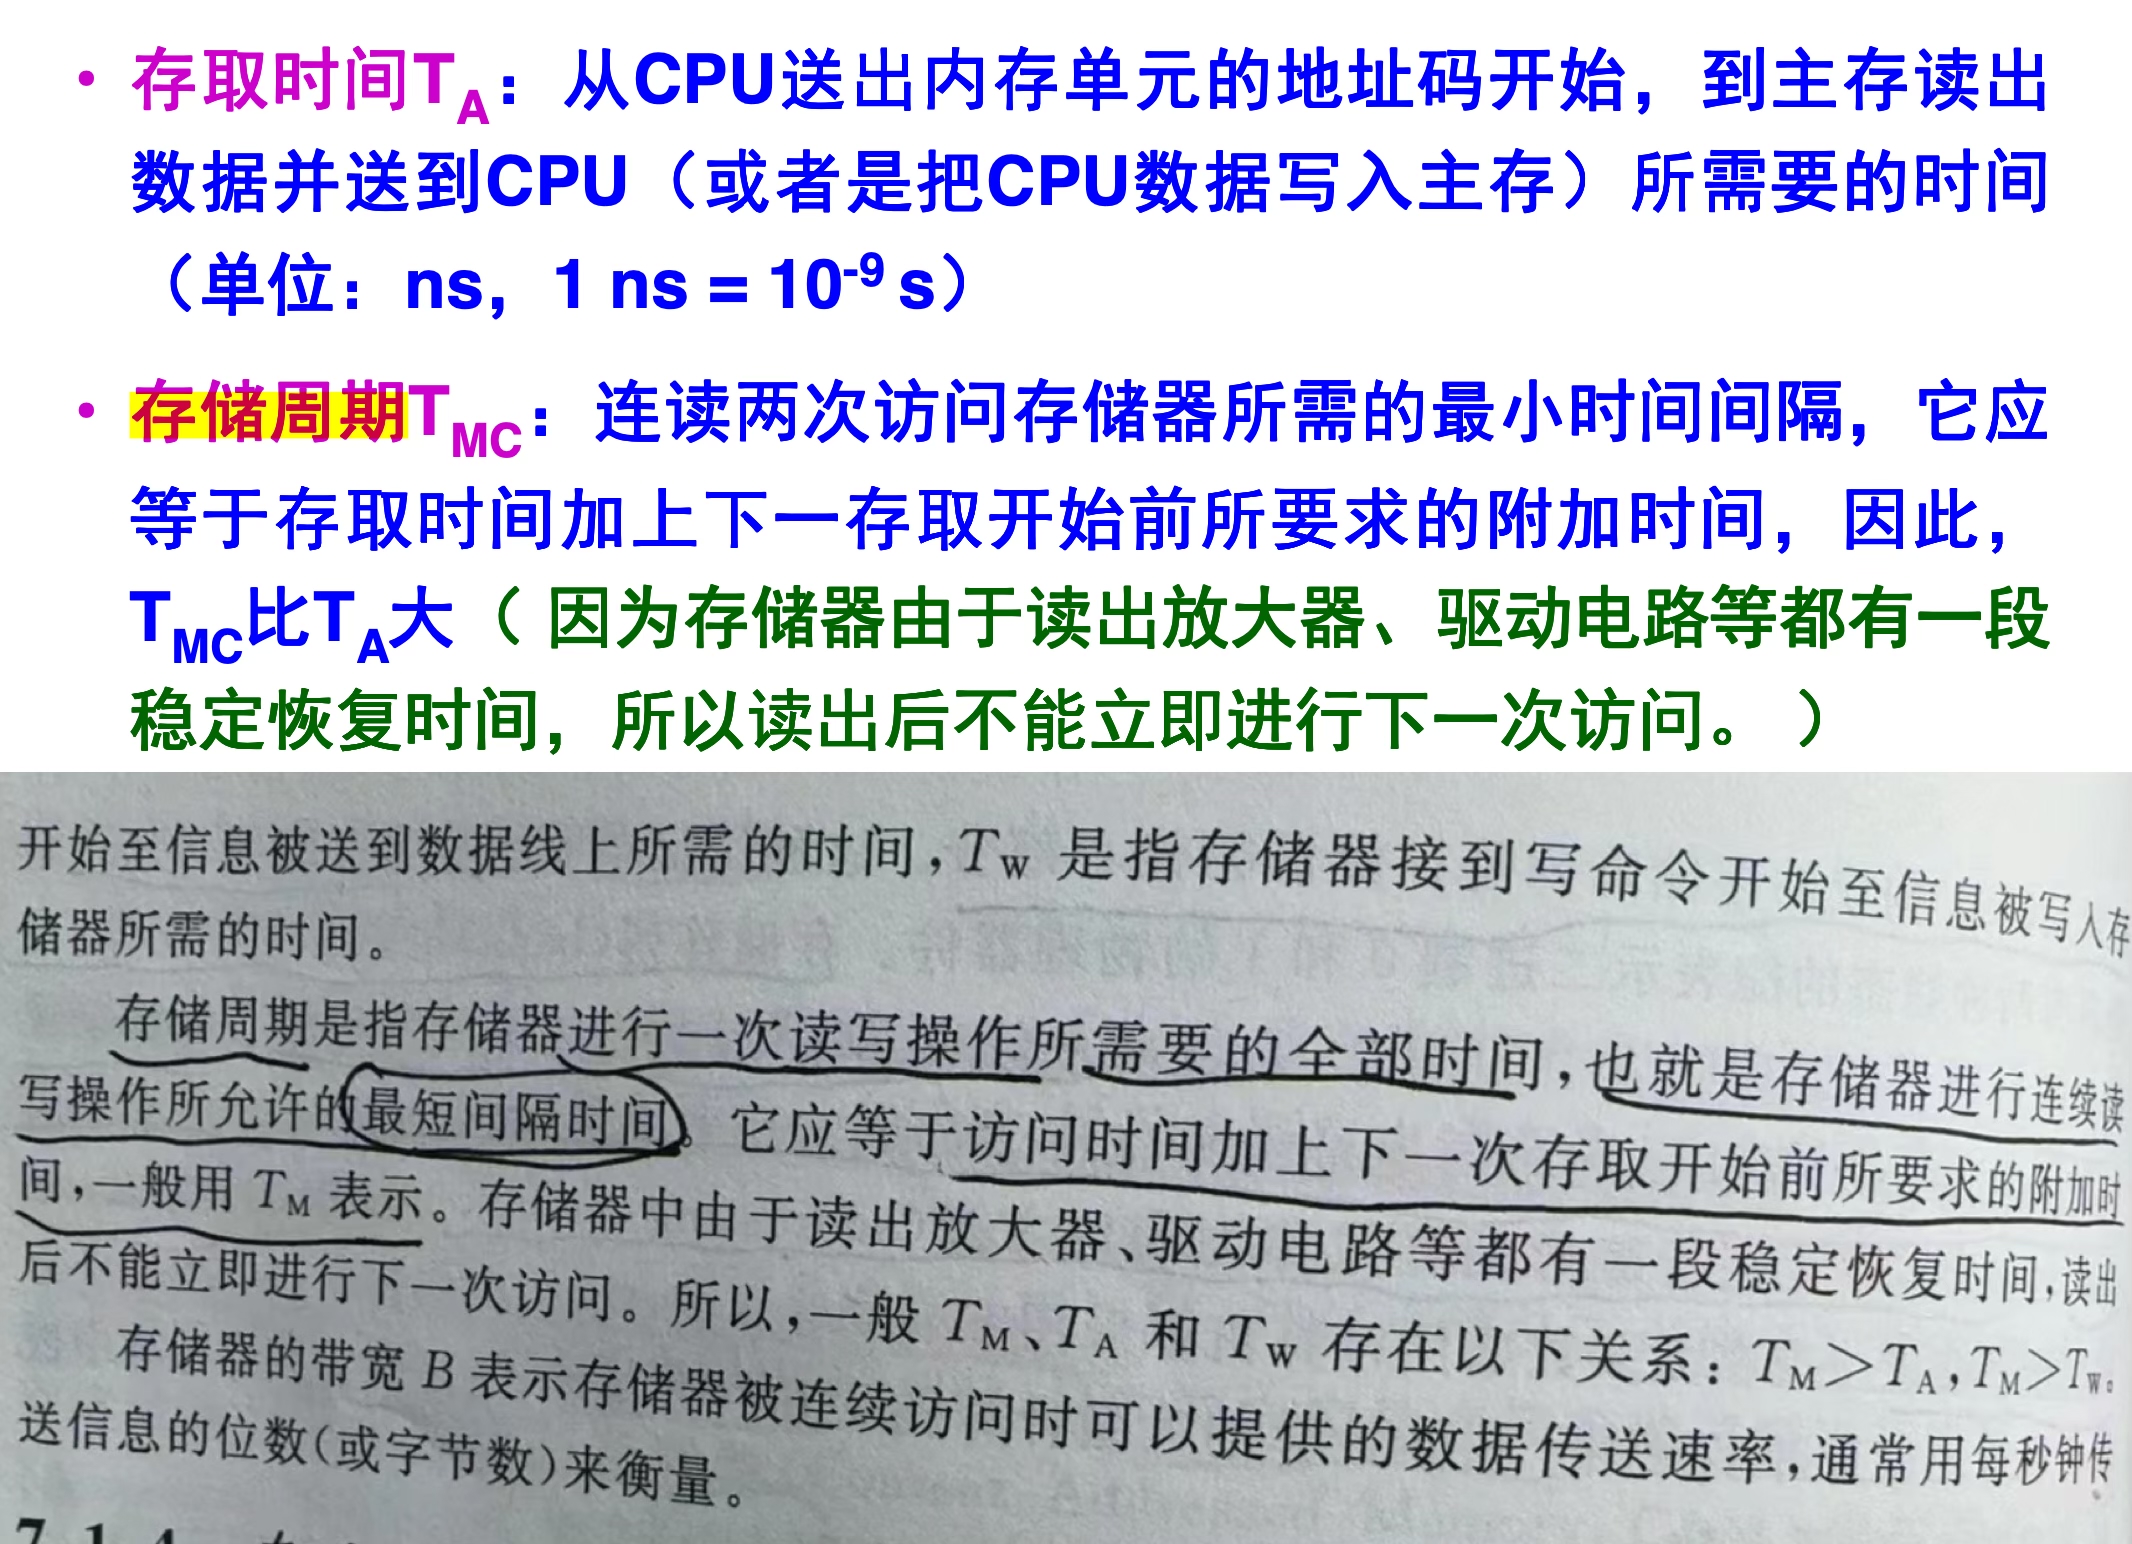 • 存取时间TA：从CPU送出内存单元的地址码开始，到主存读出
数据并送到CPU（或者是把CPU数据写入主存）所需要的时间
（单位：ns，1 ns = 10-9 s）
• 存储周期TMC：连读两次访问存储器所需的最小时间间隔，它应
等于存取时间加上下一存取开始前所要求的附加时间，因此，
TMC比TA大（ 因为存储器由于读出放大器、驱动电路等都有一段
稳定恢复时间，所以读出后不能立即进行下一次访问。 ）
开始至信息被送到数据线上所需的时间，TW 是指存储器接到写命令开始至信息被写入存
储器所需的时间。
存储周期是指存储器进行一次读写操作所需要的全部时间，也就是存储器进行连续读
写操作所允许的最短间隔时间。它应等于访问时间加上下一次存取开始前所要求的附加时
间，一般用 TM 表示。存储器中由于读出放大器、驱动电路等都有一段稳定恢复时间，读出
后不能立即进行下一次访问。所以，一般 TM、TA 和 TW 存在以下关系：TM＞TA，TM＞TW。
存储器的带宽 B 表示存储器被连续访问时可以提供的数据传送速率，通常用每秒钟传
送信息的位数(或字节数)来衡量。